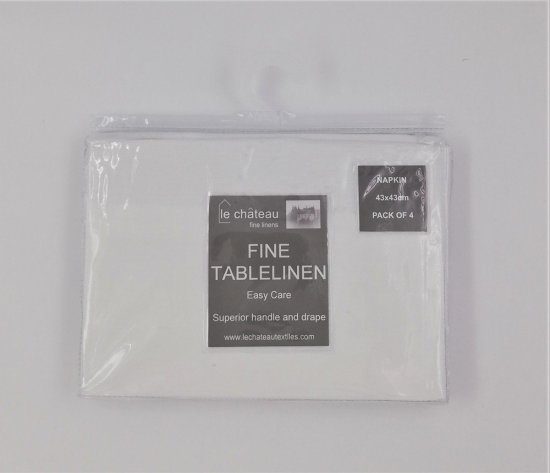 le château
fine linens
FINE
TABLELINEN
Easy Care
Superior handle and drape
www.lechateautextiles.com
NAPKIN
43x43cm
PACK OF 4